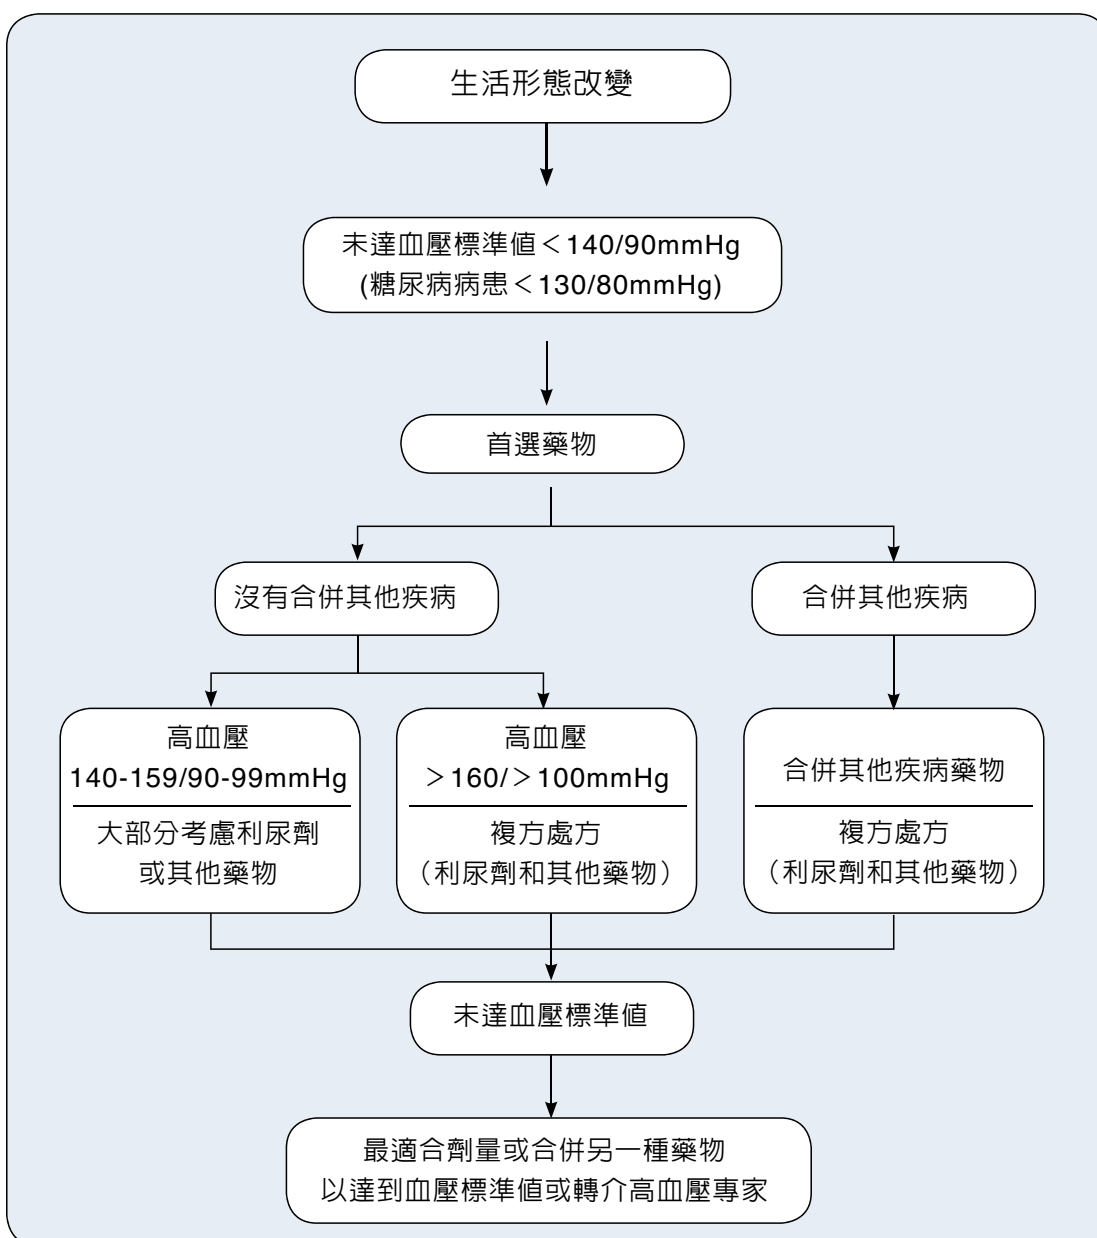 生活形態改變
未達血壓標準值＜140/90mmHg
(糖尿病病患＜130/80mmHg)
首選藥物
沒有合併其他疾病
合併其他疾病
高血壓
140-159/90-99mmHg
大部分考慮利尿劑
或其他藥物
高血壓
＞160/＞100mmHg
複方處方
（利尿劑和其他藥物）
合併其他疾病藥物
複方處方
（利尿劑和其他藥物）
未達血壓標準值
最適合劑量或合併另一種藥物
以達到血壓標準值或轉介高血壓專家